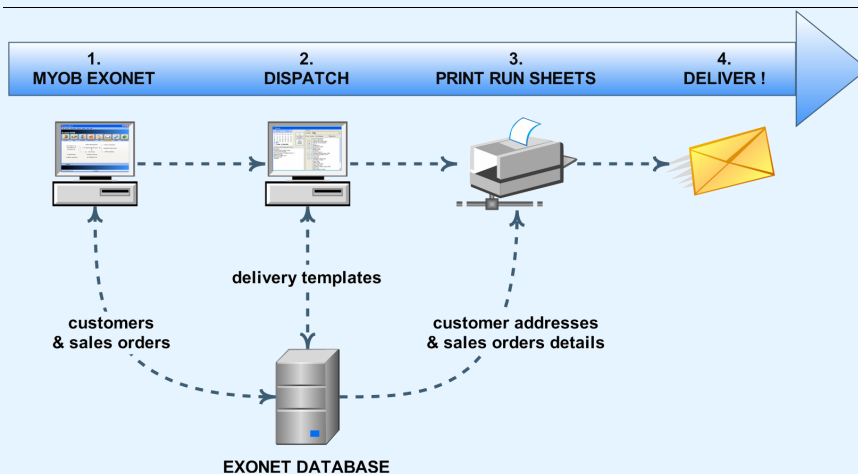 1.
MYOB EXONET
2.
DISPATCH
3.
PRINT RUN SHEETS
4.
DELIVER !
delivery templates
customers
& sales orders
customer addresses
& sales orders details
EXONET DATABASE